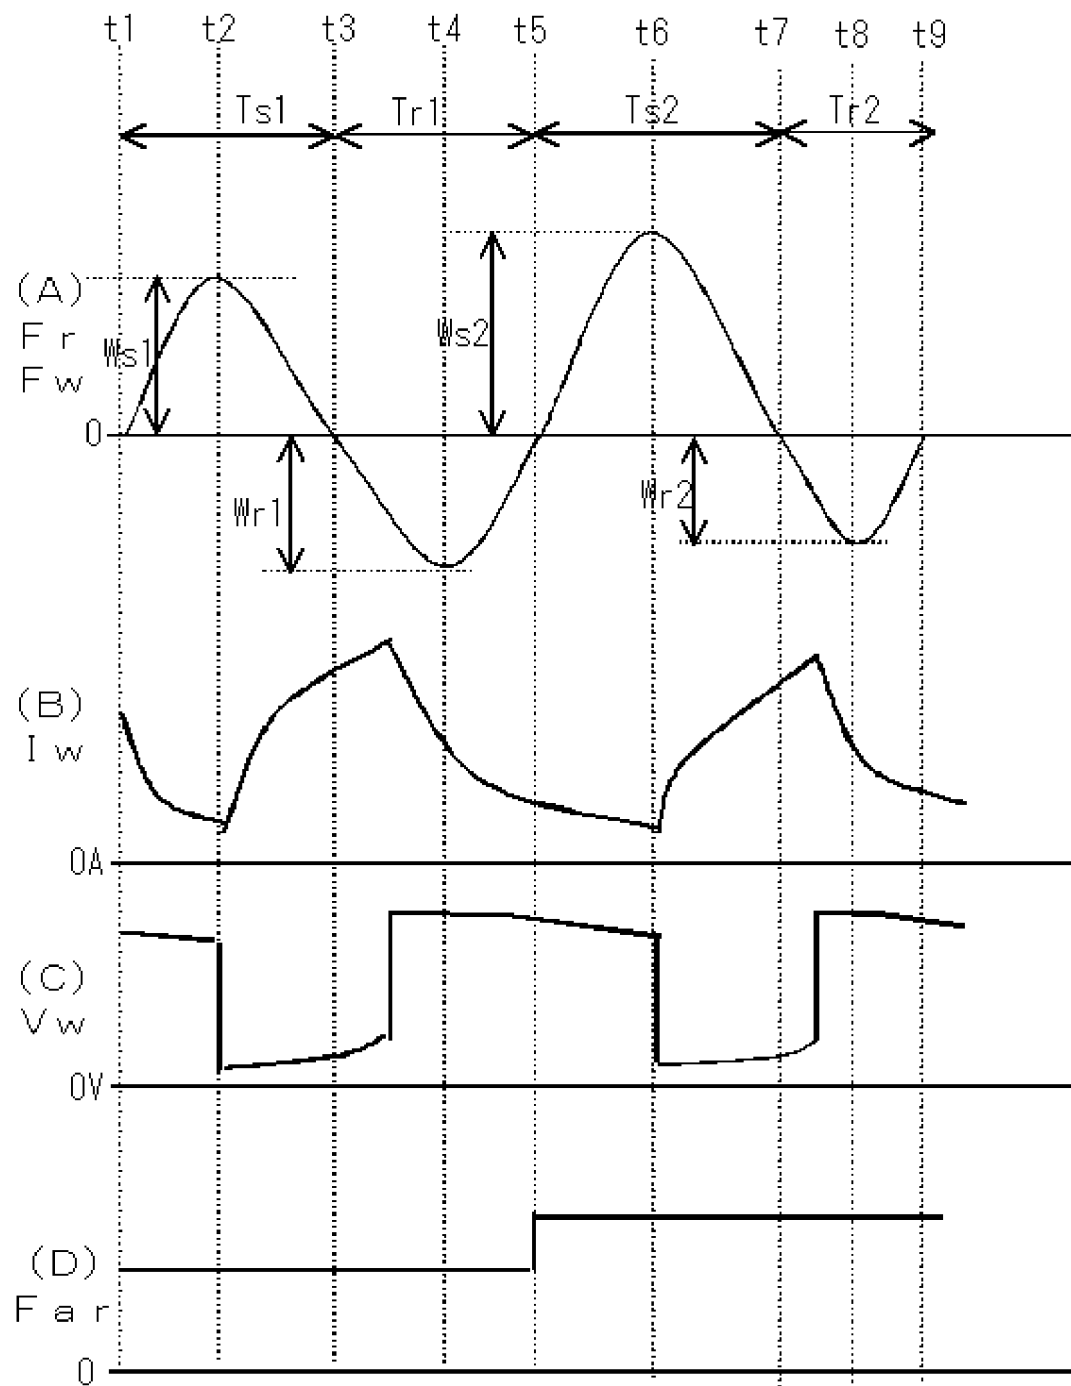 t1 t2 t3 t4 t5 t6 t7 t8 t9
Ts1 Tr1 Ts2 Tr2
(A)
Fr
Fw
Ws1
Ws2
0
Wr1
Wr2
(B)
Iw
0A
(C)
Vw
0V
(D)
Far
0